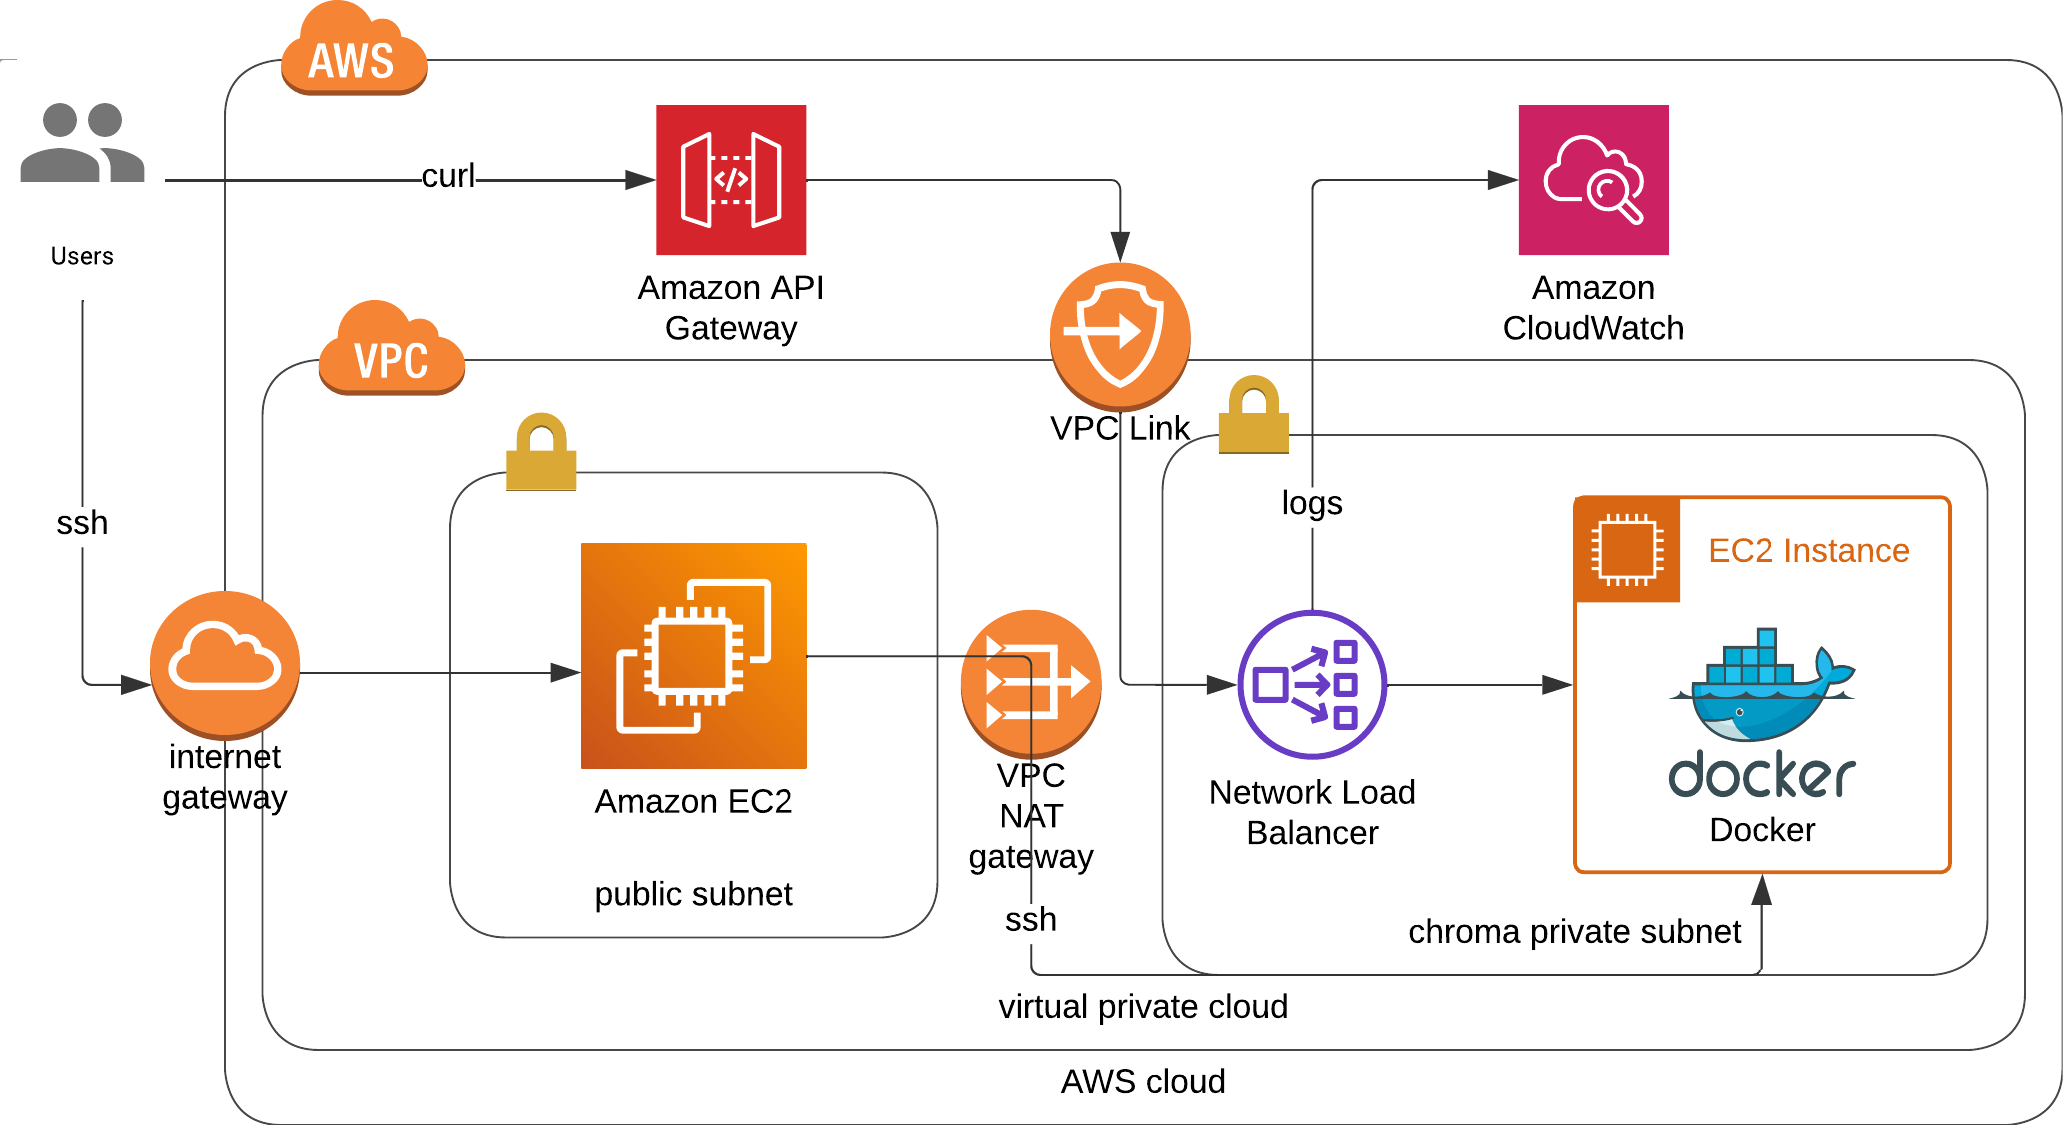 AWS
curl
Users
Amazon API
Gateway
Amazon
CloudWatch
VPC
VPC Link
logs
ssh
EC2 Instance
internet
gateway
Amazon EC2
VPC
NAT
gateway
Network Load
Balancer
docker
Docker
public subnet
ssh
chroma private subnet
virtual private cloud
AWS cloud